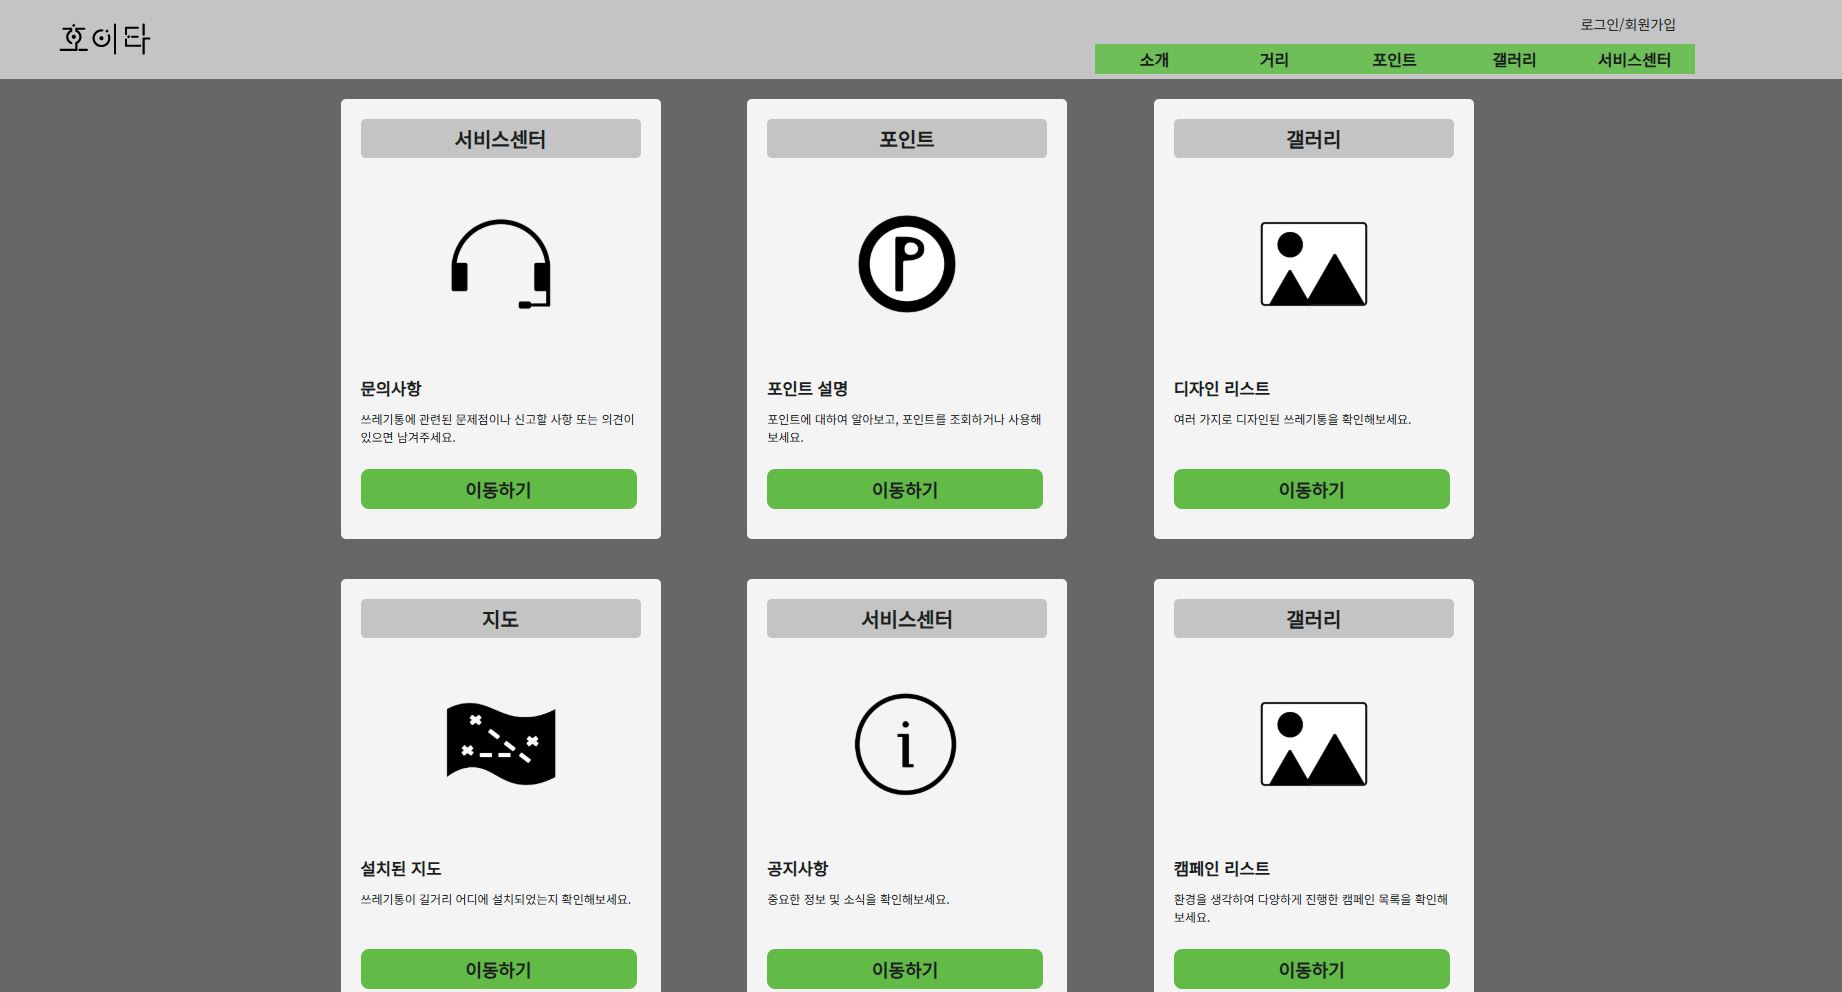 호이다
로그인/회원가입
소개 거리 포인트 갤러리 서비스센터
서비스센터
문의사항
쓰레기통에 관련된 문제점이나 신고할 사항 또는 의견이
있으면 남겨주세요.
이동하기
포인트
P
포인트 설명
포인트에 대하여 알아보고, 포인트를 조회하거나 사용해
보세요.
이동하기
갤러리
디자인 리스트
여러 가지로 디자인된 쓰레기통을 확인해보세요.
이동하기
지도
설치된 지도
쓰레기통이 길거리 어디에 설치되었는지 확인해보세요.
이동하기
서비스센터
i
공지사항
중요한 정보 및 소식을 확인해보세요.
이동하기
갤러리
캠페인 리스트
환경을 생각하여 다양하게 진행한 캠페인 목록을 확인해
보세요.
이동하기